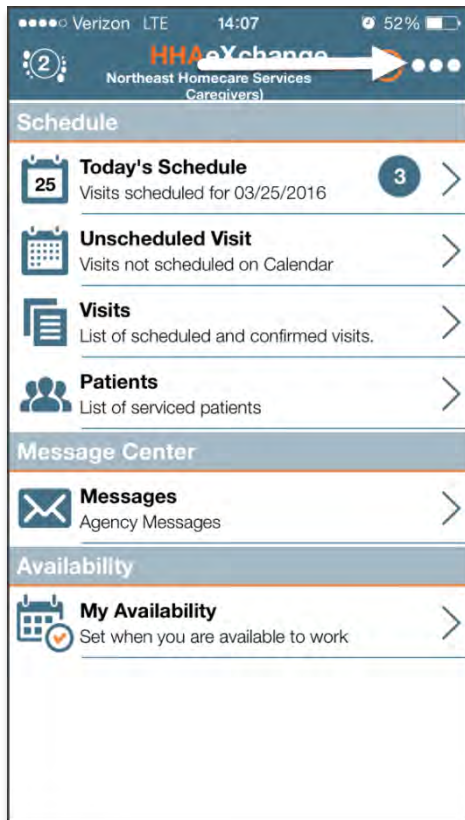 Verizon LTE 14:07 52%
2 HHAeXchange
Northeast Homecare Services
Caregivers)
Schedule
25 Today's Schedule 3
Visits scheduled for 03/25/2016
Unscheduled Visit
Visits not scheduled on Calendar
Visits
List of scheduled and confirmed visits.
Patients
List of serviced patients
Message Center
Messages
Agency Messages
Availability
My Availability
Set when you are available to work